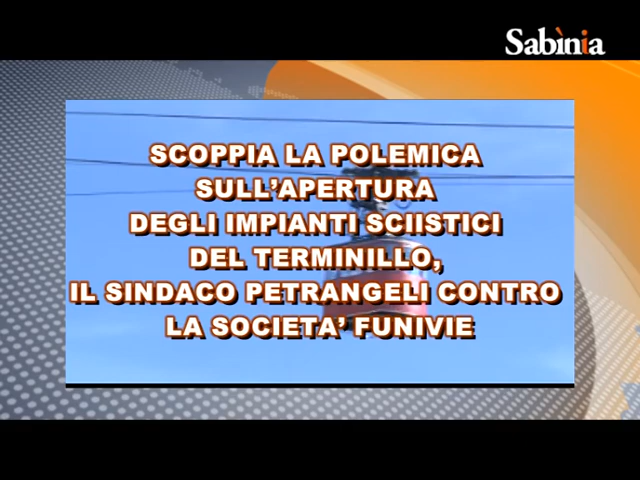 Sabìnia
SCOPPIA LA POLEMICA
SULL'APERTURA
DEGLI IMPIANTI SCIISTICI
DEL TERMINILLO,
IL SINDACO PETRANGELI CONTRO
LA SOCIETA' FUNIVIE